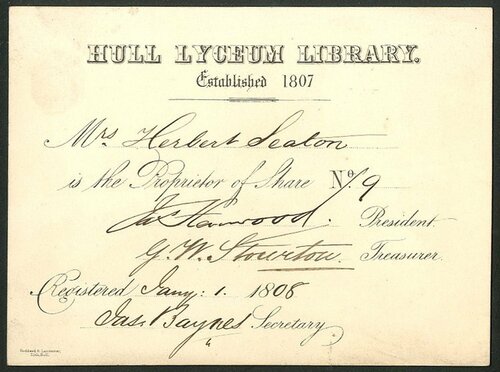 HULL LYCEUM LIBRARY.
Established 1807
Mrs Herbert Seaton
is the Proprietor of Share No. 9
President.
G. W. Stourton. Treasurer.
Registered Jany: 1. 1808
Jas. Baynes Secretary